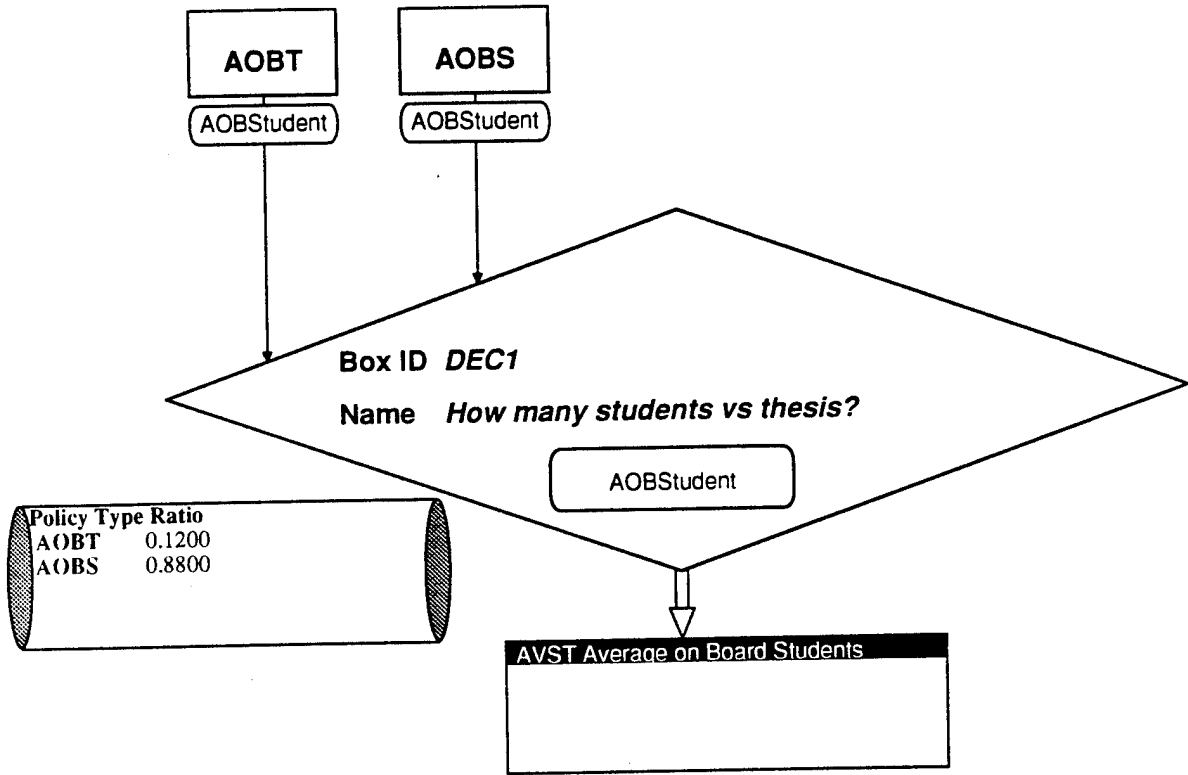 AOBT
AOBS
AOBStudent
AOBStudent
Box ID DEC1
Name How many students vs thesis?
AOBStudent
Policy Type Ratio
AOBT 0.1200
AOBS 0.8800
AVST Average on Board Students